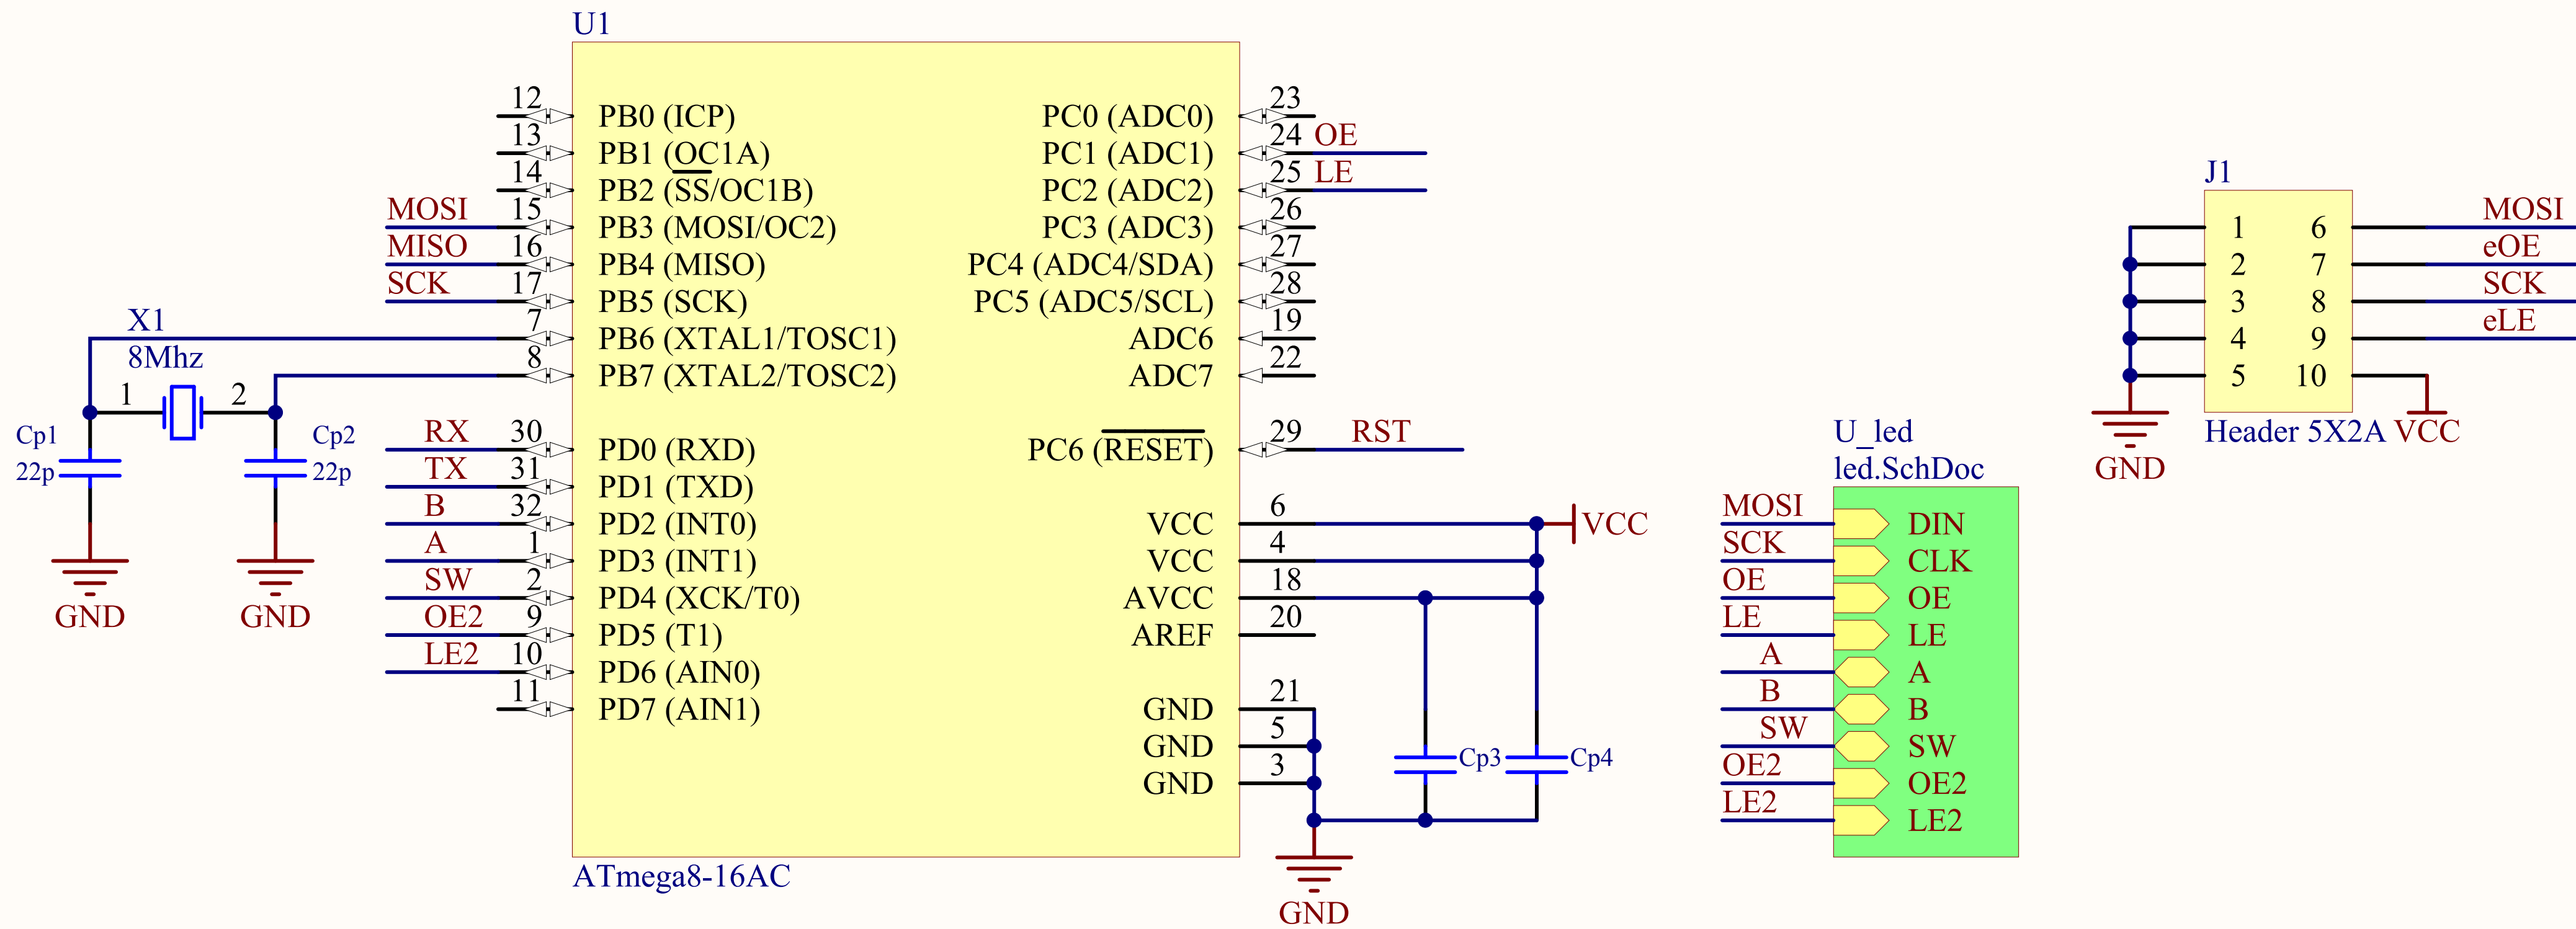 U1
12 PB0 (ICP)
13 PB1 (OC1A)
14 PB2 (SS/OC1B)
MOSI 15 PB3 (MOSI/OC2)
MISO 16 PB4 (MISO)
SCK 17 PB5 (SCK)
7 PB6 (XTAL1/TOSC1)
8 PB7 (XTAL2/TOSC2)
RX 30 PD0 (RXD)
TX 31 PD1 (TXD)
B 32 PD2 (INT0)
A 1 PD3 (INT1)
SW 2 PD4 (XCK/T0)
OE2 9 PD5 (T1)
LE2 10 PD6 (AIN0)
11 PD7 (AIN1)
PC0 (ADC0) 23
PC1 (ADC1) 24 OE
PC2 (ADC2) 25 LE
PC3 (ADC3) 26
PC4 (ADC4/SDA) 27
PC5 (ADC5/SCL) 28
ADC6 19
ADC7 22
PC6 (RESET) 29 RST
VCC 6 VCC
VCC 4
AVCC 18
AREF 20
GND 21
GND 5
GND 3
ATmega8-16AC
X1
8Mhz
1 2
Cp1
22p
Cp2
22p
GND
GND
Cp3
Cp4
GND
U_led
led.SchDoc
MOSI DIN
SCK CLK
OE OE
LE LE
A A
B B
SW SW
OE2 OE2
LE2 LE2
J1
1 6 MOSI
2 7 eOE
3 8 SCK
4 9 eLE
5 10
Header 5X2A
VCC
GND